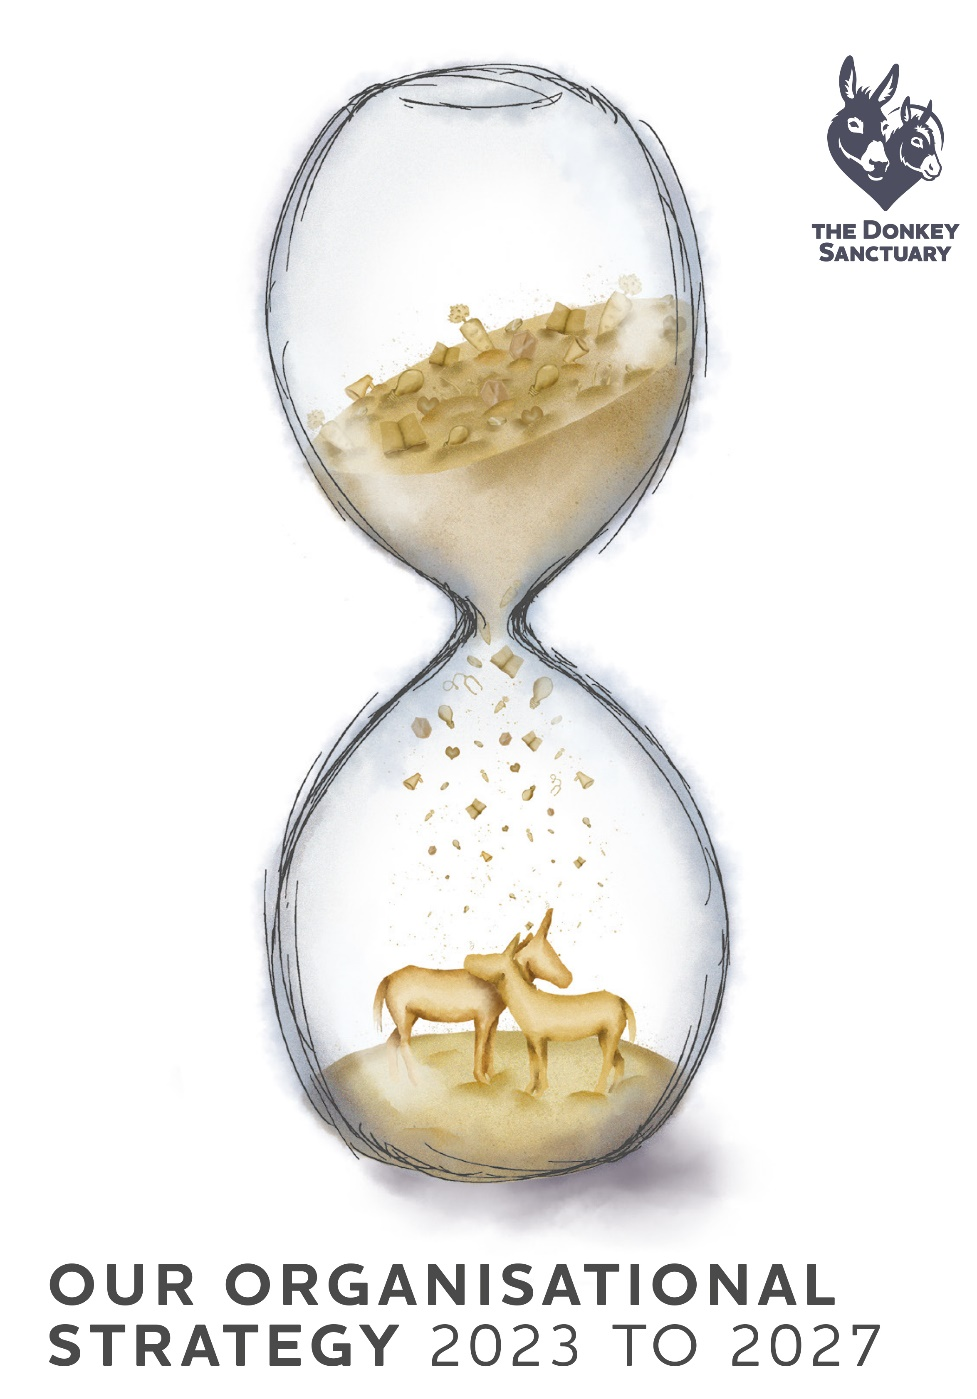 THE DONKEY
SANCTUARY
OUR ORGANISATIONAL
STRATEGY 2023 TO 2027